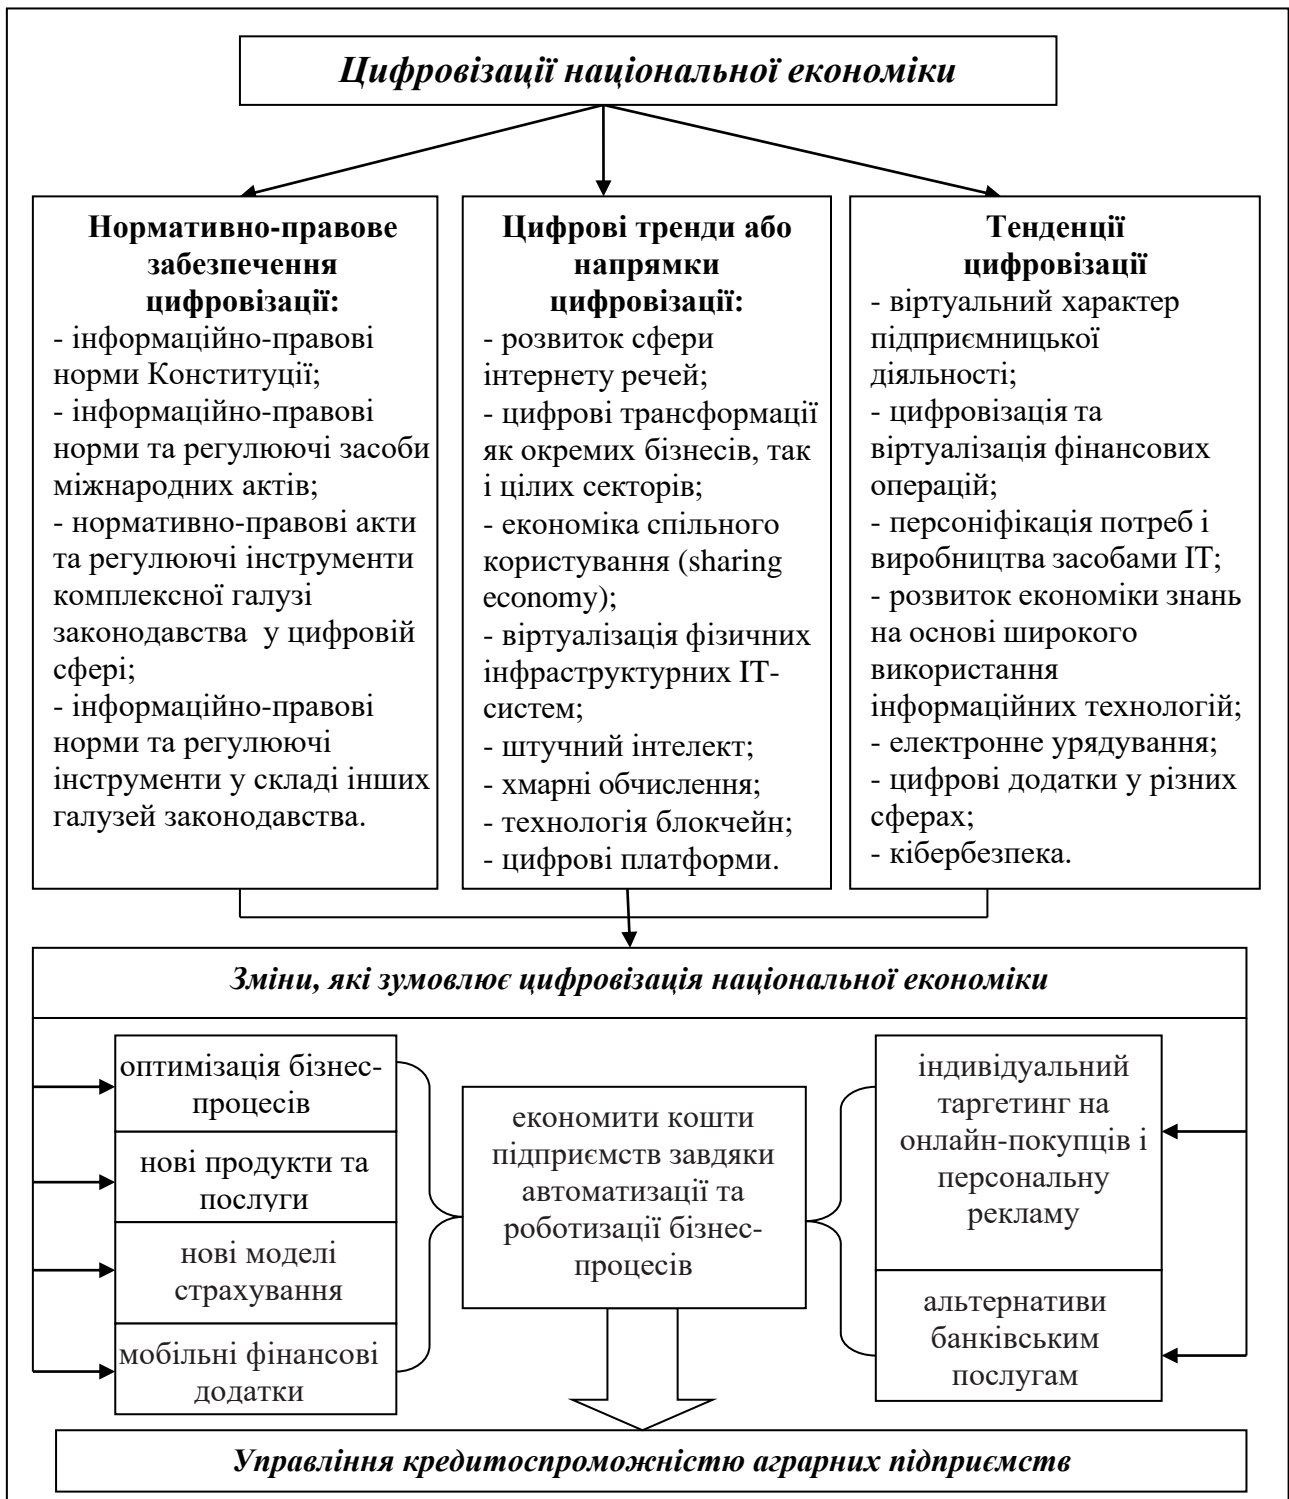 Цифровізації національної економіки
Нормативно-правове
забезпечення
цифровізації:
- інформаційно-правові
норми Конституції;
- інформаційно-правові
норми та регулюючі засоби
міжнародних актів;
- нормативно-правові акти
та регулюючі інструменти
комплексної галузі
законодавства у цифровій
сфері;
- інформаційно-правові
норми та регулюючі
інструменти у складі інших
галузей законодавства.
Цифрові тренди або
напрямки
цифровізації:
- розвиток сфери
інтернету речей;
- цифрові трансформації
як окремих бізнесів, так
і цілих секторів;
- економіка спільного
користування (sharing
economy);
- віртуалізація фізичних
інфраструктурних ІТ-
систем;
- штучний інтелект;
- хмарні обчислення;
- технологія блокчейн;
- цифрові платформи.
Тенденції
цифровізації
- віртуальний характер
підприємницької
діяльності;
- цифровізація та
віртуалізація фінансових
операцій;
- персоніфікація потреб і
виробництва засобами ІТ;
- розвиток економіки знань
на основі широкого
використання
інформаційних технологій;
- електронне урядування;
- цифрові додатки у різних
сферах;
- кібербезпека.
Зміни, які зумовлює цифровізація національної економіки
оптимізація бізнес-
процесів
нові продукти та
послуги
нові моделі
страхування
мобільні фінансові
додатки
економити кошти
підприємств завдяки
автоматизації та
роботизації бізнес-
процесів
індивідуальний
таргетинг на
онлайн-покупців і
персональну
рекламу
альтернативи
банківським
послугам
Управління кредитоспроможністю аграрних підприємств